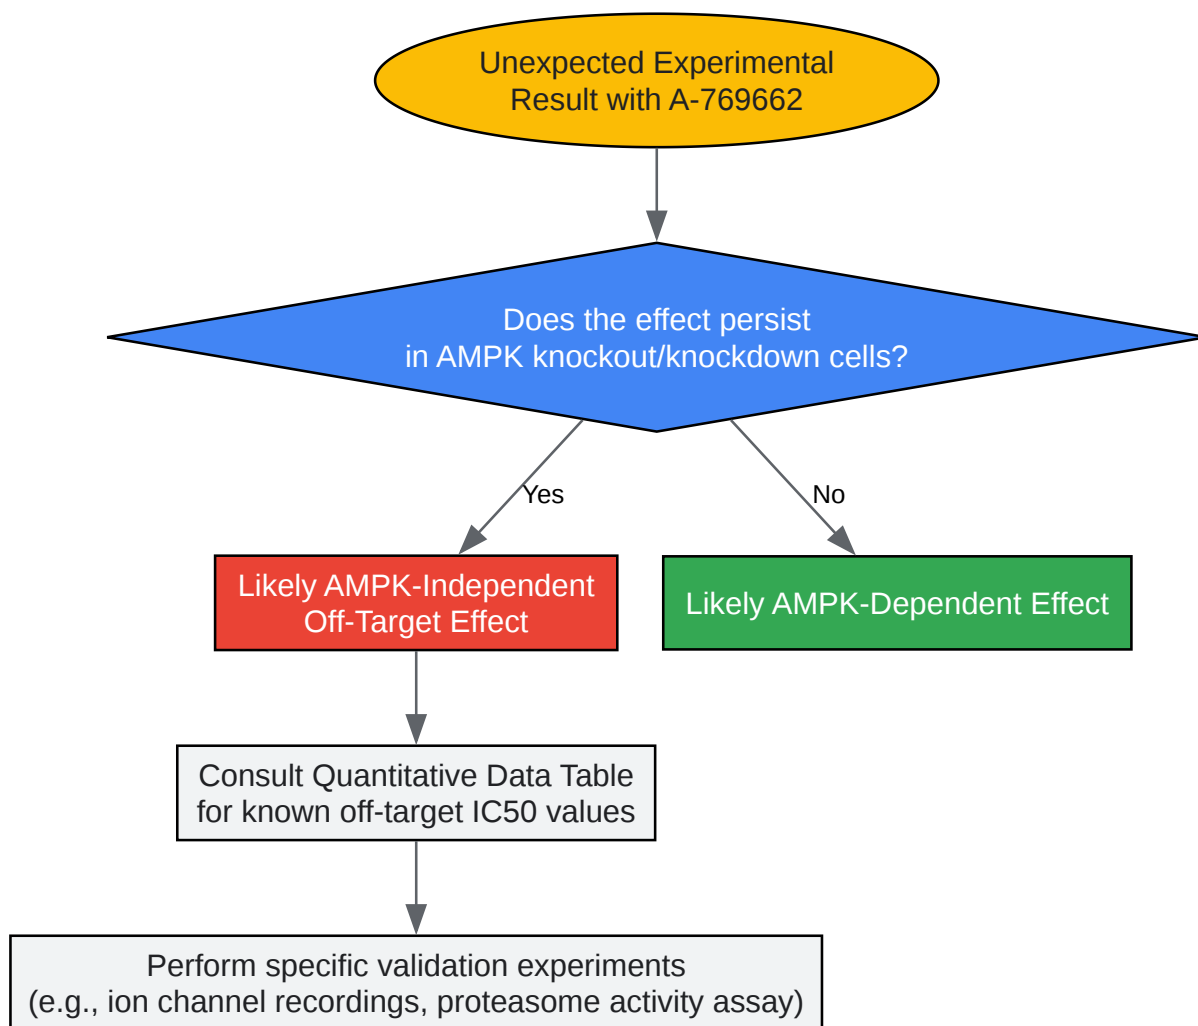 Unexpected Experimental
Result with A-769662
Does the effect persist
in AMPK knockout/knockdown cells?
Yes
No
Likely AMPK-Independent
Off-Target Effect
Likely AMPK-Dependent Effect
Consult Quantitative Data Table
for known off-target IC50 values
Perform specific validation experiments
(e.g., ion channel recordings, proteasome activity assay)